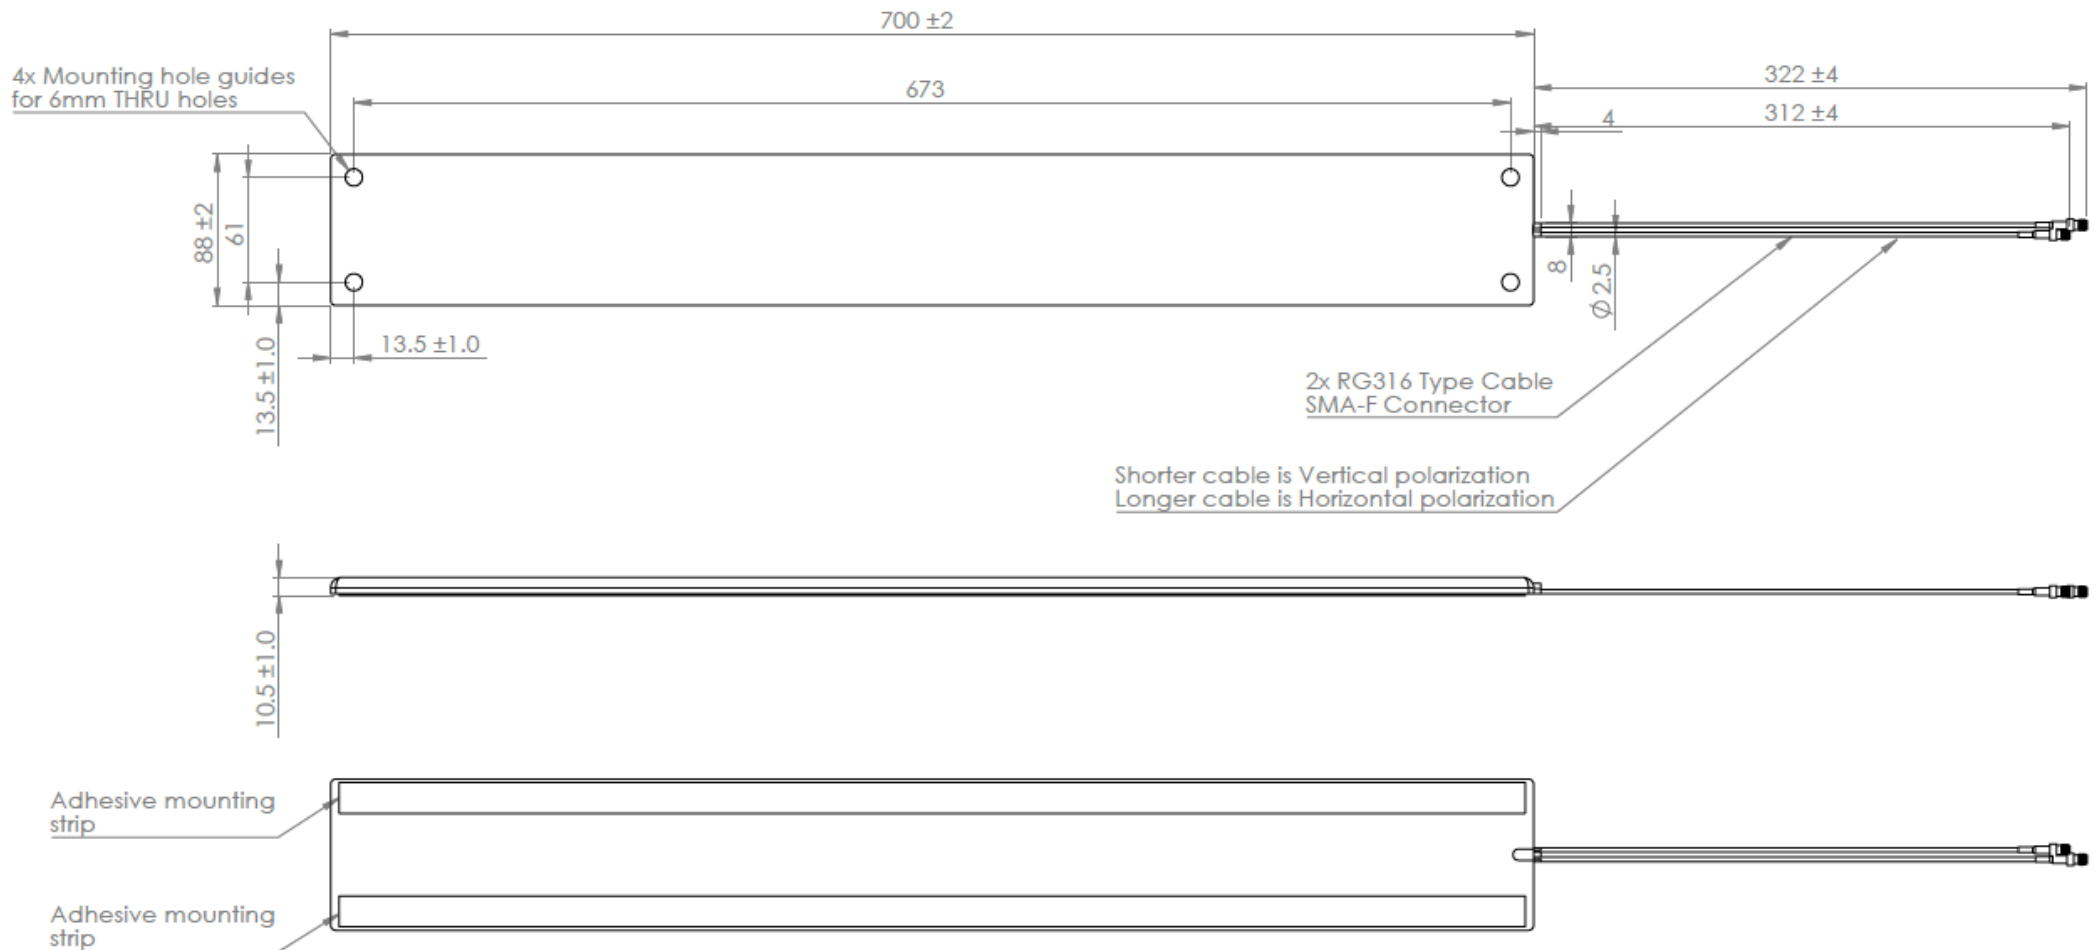 700 ±2
4x Mounting hole guides
for 6mm THRU holes
673
322 ±4
312 ±4
4
88 ±2
61
8
Ø 2.5
13.5 ±1.0
13.5 ±1.0
2x RG316 Type Cable
SMA-F Connector
Shorter cable is Vertical polarization
Longer cable is Horizontal polarization
10.5 ±1.0
Adhesive mounting
strip
Adhesive mounting
strip